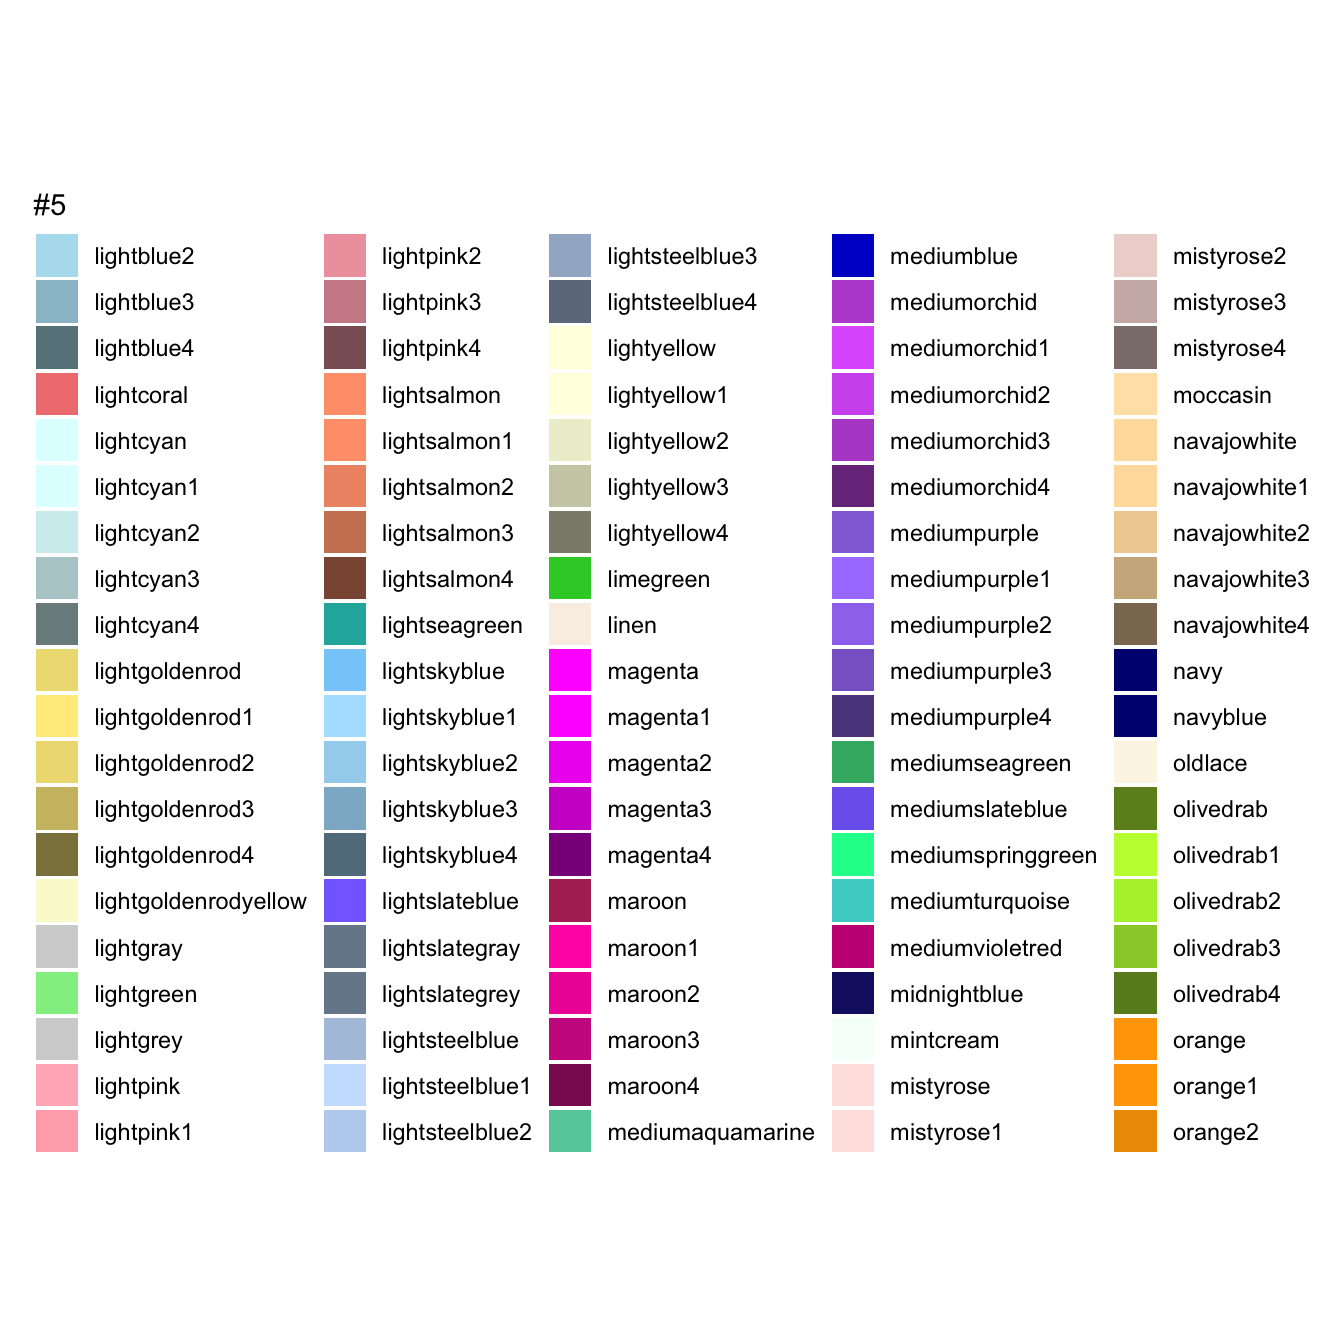 #5
lightblue2
lightblue3
lightblue4
lightcoral
lightcyan
lightcyan1
lightcyan2
lightcyan3
lightcyan4
lightgoldenrod
lightgoldenrod1
lightgoldenrod2
lightgoldenrod3
lightgoldenrod4
lightgoldenrodyellow
lightgray
lightgreen
lightgrey
lightpink
lightpink1
lightpink2
lightpink3
lightpink4
lightsalmon
lightsalmon1
lightsalmon2
lightsalmon3
lightsalmon4
lightseagreen
lightskyblue
lightskyblue1
lightskyblue2
lightskyblue3
lightskyblue4
lightslateblue
lightslategray
lightslategrey
lightsteelblue
lightsteelblue1
lightsteelblue2
lightsteelblue3
lightsteelblue4
lightyellow
lightyellow1
lightyellow2
lightyellow3
lightyellow4
limegreen
linen
magenta
magenta1
magenta2
magenta3
magenta4
maroon
maroon1
maroon2
maroon3
maroon4
mediumaquamarine
mediumblue
mediumorchid
mediumorchid1
mediumorchid2
mediumorchid3
mediumorchid4
mediumpurple
mediumpurple1
mediumpurple2
mediumpurple3
mediumpurple4
mediumseagreen
mediumslateblue
mediumspringgreen
mediumturquoise
mediumvioletred
midnightblue
mintcream
mistyrose
mistyrose1
mistyrose2
mistyrose3
mistyrose4
moccasin
navajowhite
navajowhite1
navajowhite2
navajowhite3
navajowhite4
navy
navyblue
oldlace
olivedrab
olivedrab1
olivedrab2
olivedrab3
olivedrab4
orange
orange1
orange2